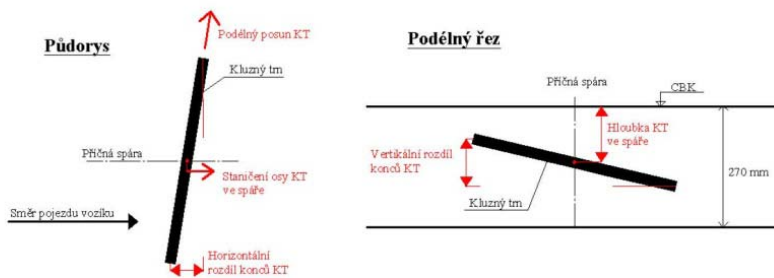 Půdorys
Podélný posun KT
Kluzný trn
Příčná spára
Staničení osy KT
ve spáře
Směr pojezdu vozíku
Horizontální
rozdíl konců KT
Podélný řez
Příčná spára
CBK
Hloubka KT
ve spáře
Vertikální rozdíl
konců KT
270 mm
Kluzný trn